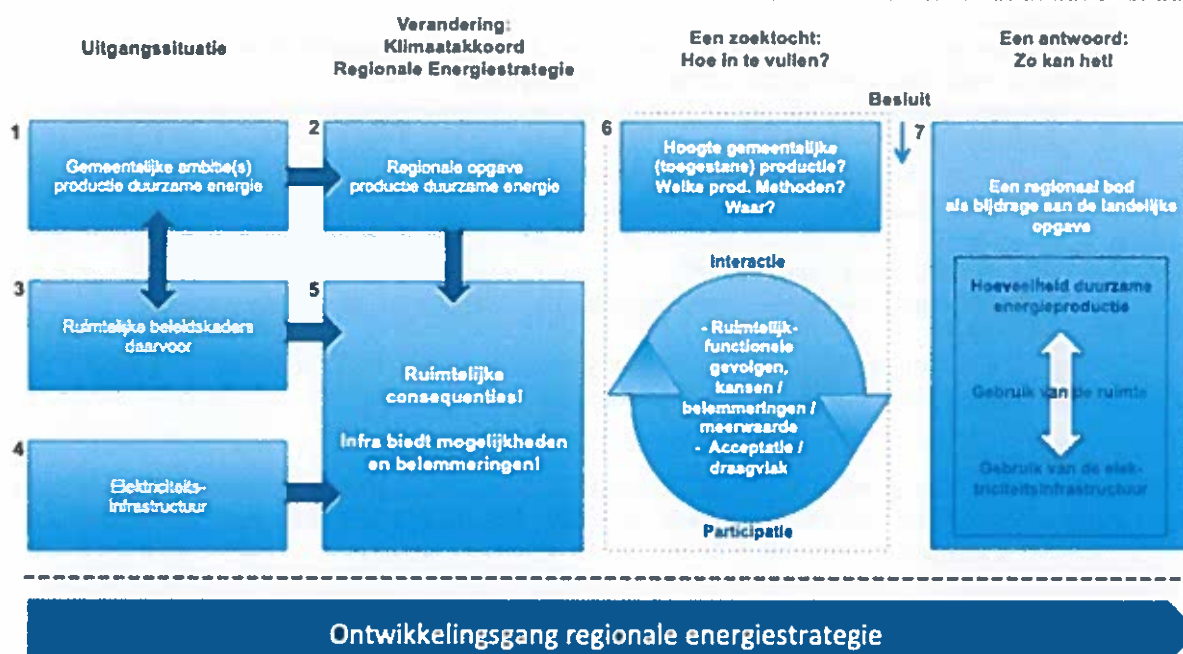 Uitgangssituatie
Verandering:
Klimaatakkoord
Regionale Energiestrategie
Een zoektocht:
Hoe in te vullen?
Een antwoord:
Zo kan het!
Besluit
1
Gemeentelijke ambitie(s)
productie duurzame energie
2
Regionale opgave
productie duurzame energie
3
Ruimtelijke beleidskaders
daarvoor
4
Elektriciteits-
infrastructuur
5
Ruimtelijke
consequenties!
Infra biedt mogelijkheden
en belemmeringen!
6
Hoogte gemeentelijke
(toegestane) productie?
Welke prod. Methoden?
Waar?
Interactie
- Ruimtelijk-
functionele
gevolgen,
kansen /
belemmeringen /
meerwaarde
- Acceptatie /
draagvlak
Participatie
7
Een regionaal bod
als bijdrage aan de landelijke
opgave
Hoeveelheid duurzame
energieproductie
Gebruik van de ruimte
Gebruik van de elek-
triciteitsinfrastructuur
Ontwikkelingsgang regionale energiestrategie